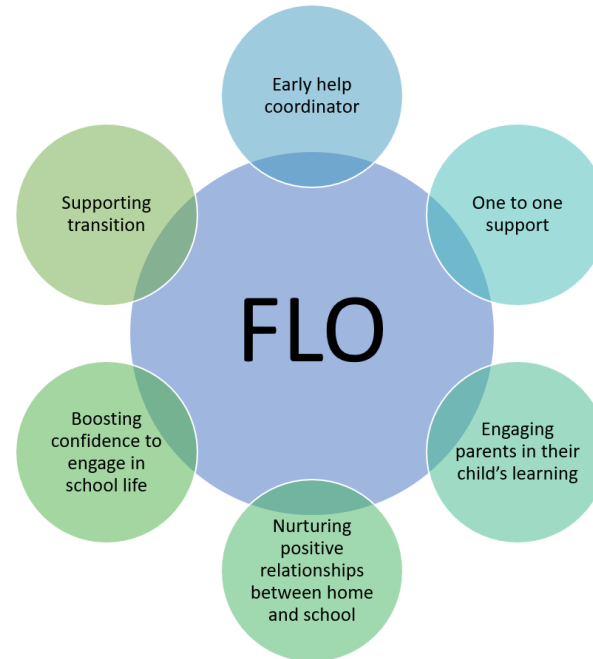 Early help
coordinator
One to one
support
Engaging
parents in their
child’s learning
Nurturing
positive
relationships
between home
and school
Boosting
confidence to
engage in
school life
Supporting
transition
FLO